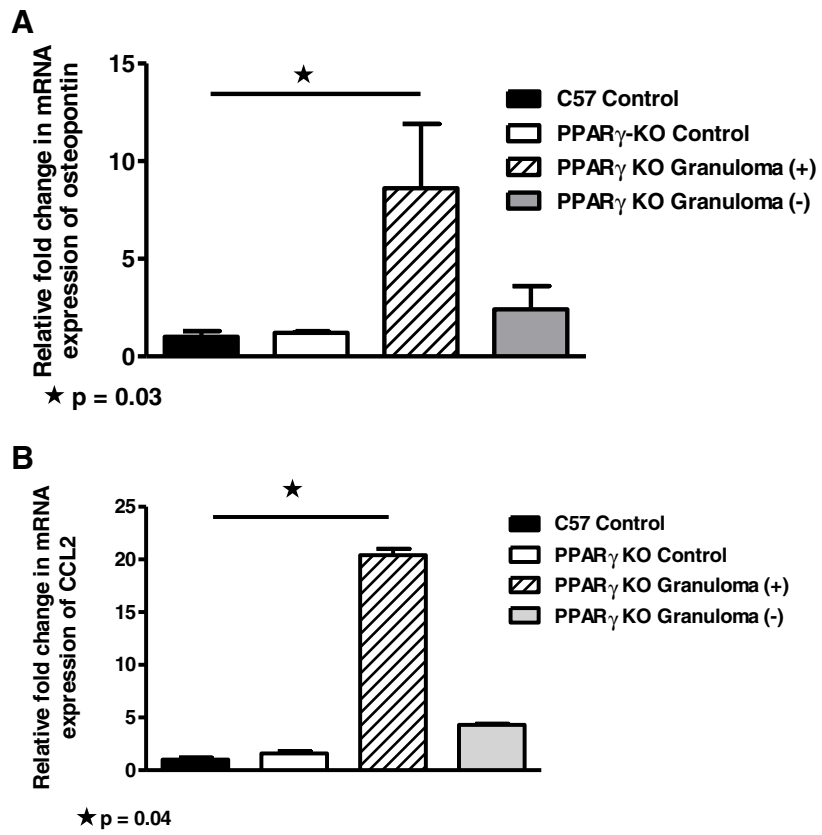 A
Relative fold change in mRNA
expression of osteopontin
15
10
5
0
★
C57 Control
PPARγ-KO Control
PPARγ KO Granuloma (+)
PPARγ KO Granuloma (-)
★ p = 0.03
B
Relative fold change in mRNA
expression of CCL2
25
20
15
10
5
0
★
C57 Control
PPARγ KO Control
PPARγ KO Granuloma (+)
PPARγ KO Granuloma (-)
★ p = 0.04